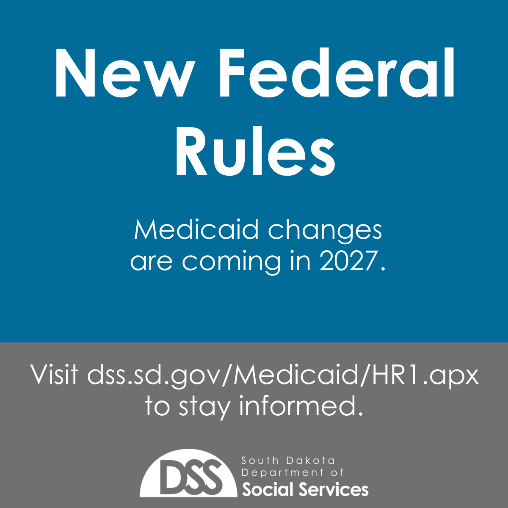 New Federal
Rules
Medicaid changes
are coming in 2027.
Visit dss.sd.gov/Medicaid/HR1.apx
to stay informed.
DSS
South Dakota
Department of
Social Services